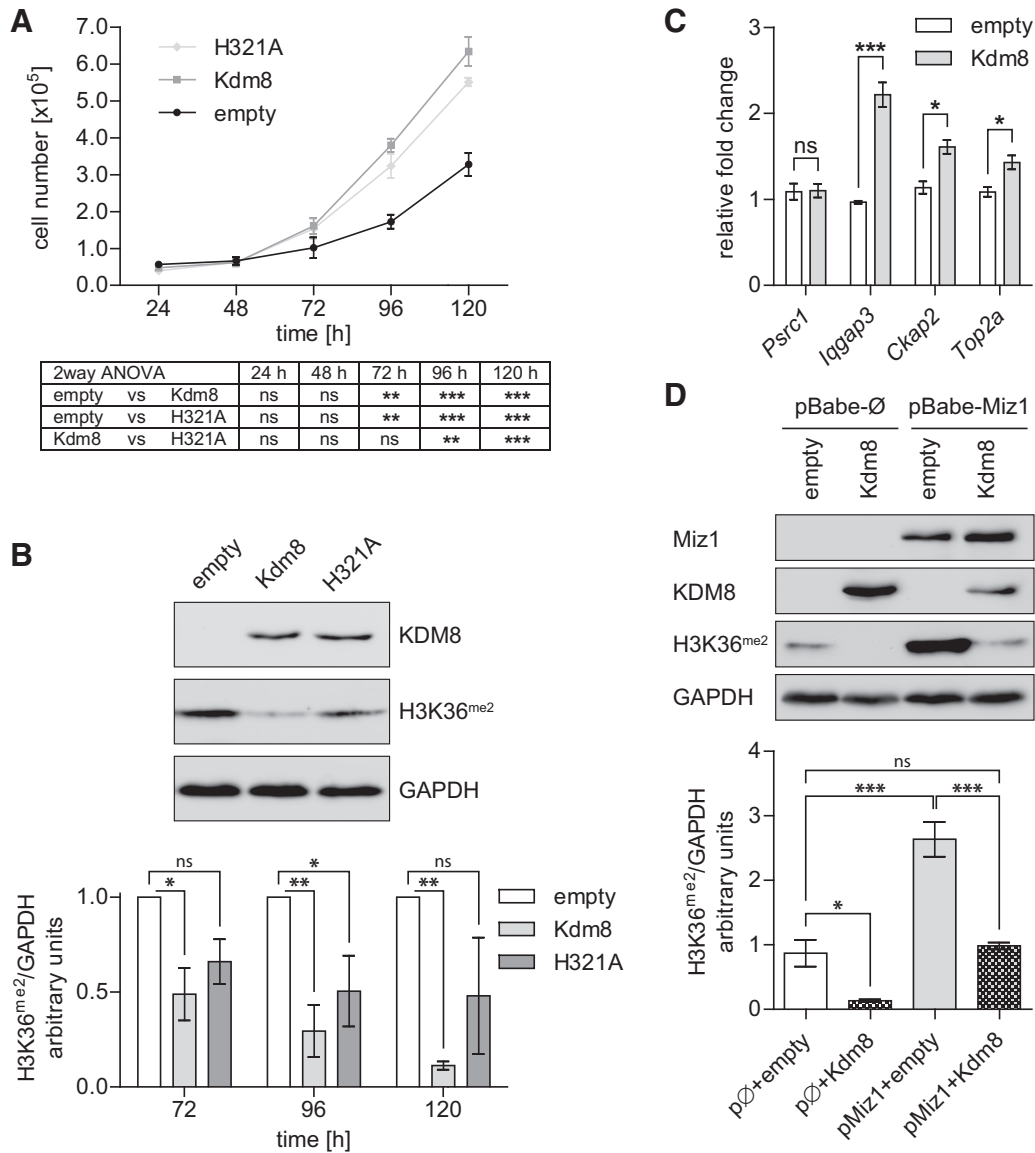 A
7.0
6.0
5.0
4.0
3.0
2.0
1.0
0.0
cell number [x10⁵]
H321A
Kdm8
empty
24 48 72 96 120
time [h]
2way ANOVA 24 h 48 h 72 h 96 h 120 h
empty vs Kdm8 ns ns ** *** ***
empty vs H321A ns ns ** *** ***
Kdm8 vs H321A ns ns ns ** ***
B
empty Kdm8 H321A
KDM8
H3K36me2
GAPDH
H3K36me2/GAPDH
arbitrary units
1.0
0.5
0.0
ns
*
*
**
ns
**
empty
Kdm8
H321A
72 96 120
time [h]
C
relative fold change
3
2
1
0
empty
Kdm8
ns
***
*
*
Psrc1 Iqgap3 Ckap2 Top2a
D
pBabe-Ø pBabe-Miz1
empty Kdm8 empty Kdm8
Miz1
KDM8
H3K36me2
GAPDH
H3K36me2/GAPDH
arbitrary units
4
3
2
1
0
ns
*** ***
*
pØ+empty pØ+Kdm8 pMiz1+empty pMiz1+Kdm8